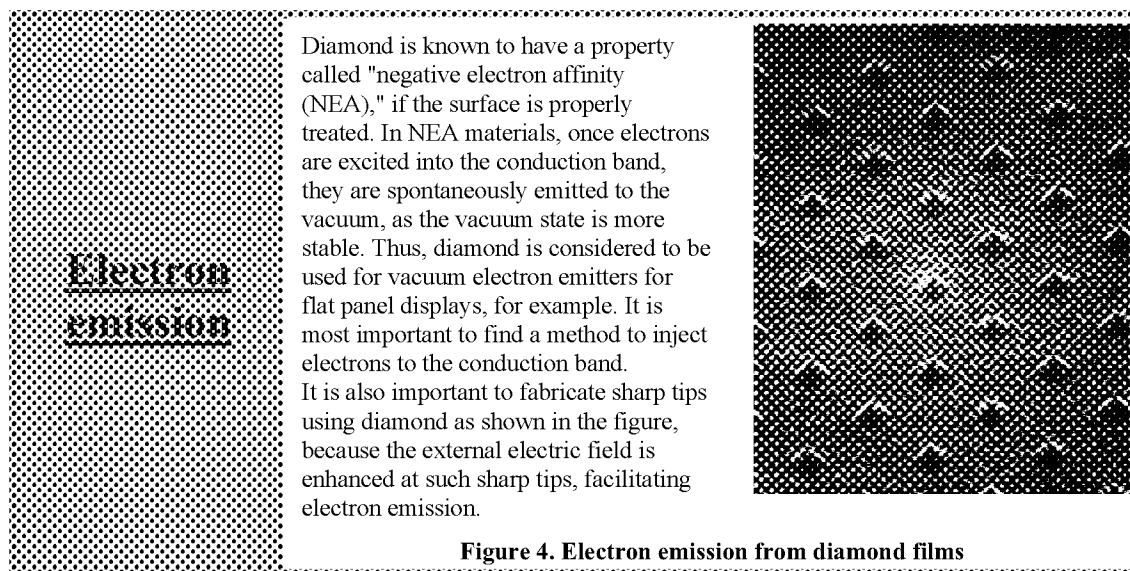 Electron
emission
Diamond is known to have a property
called "negative electron affinity
(NEA)," if the surface is properly
treated. In NEA materials, once electrons
are excited into the conduction band,
they are spontaneously emitted to the
vacuum, as the vacuum state is more
stable. Thus, diamond is considered to be
used for vacuum electron emitters for
flat panel displays, for example. It is
most important to find a method to inject
electrons to the conduction band.
It is also important to fabricate sharp tips
using diamond as shown in the figure,
because the external electric field is
enhanced at such sharp tips, facilitating
electron emission.
Figure 4. Electron emission from diamond films